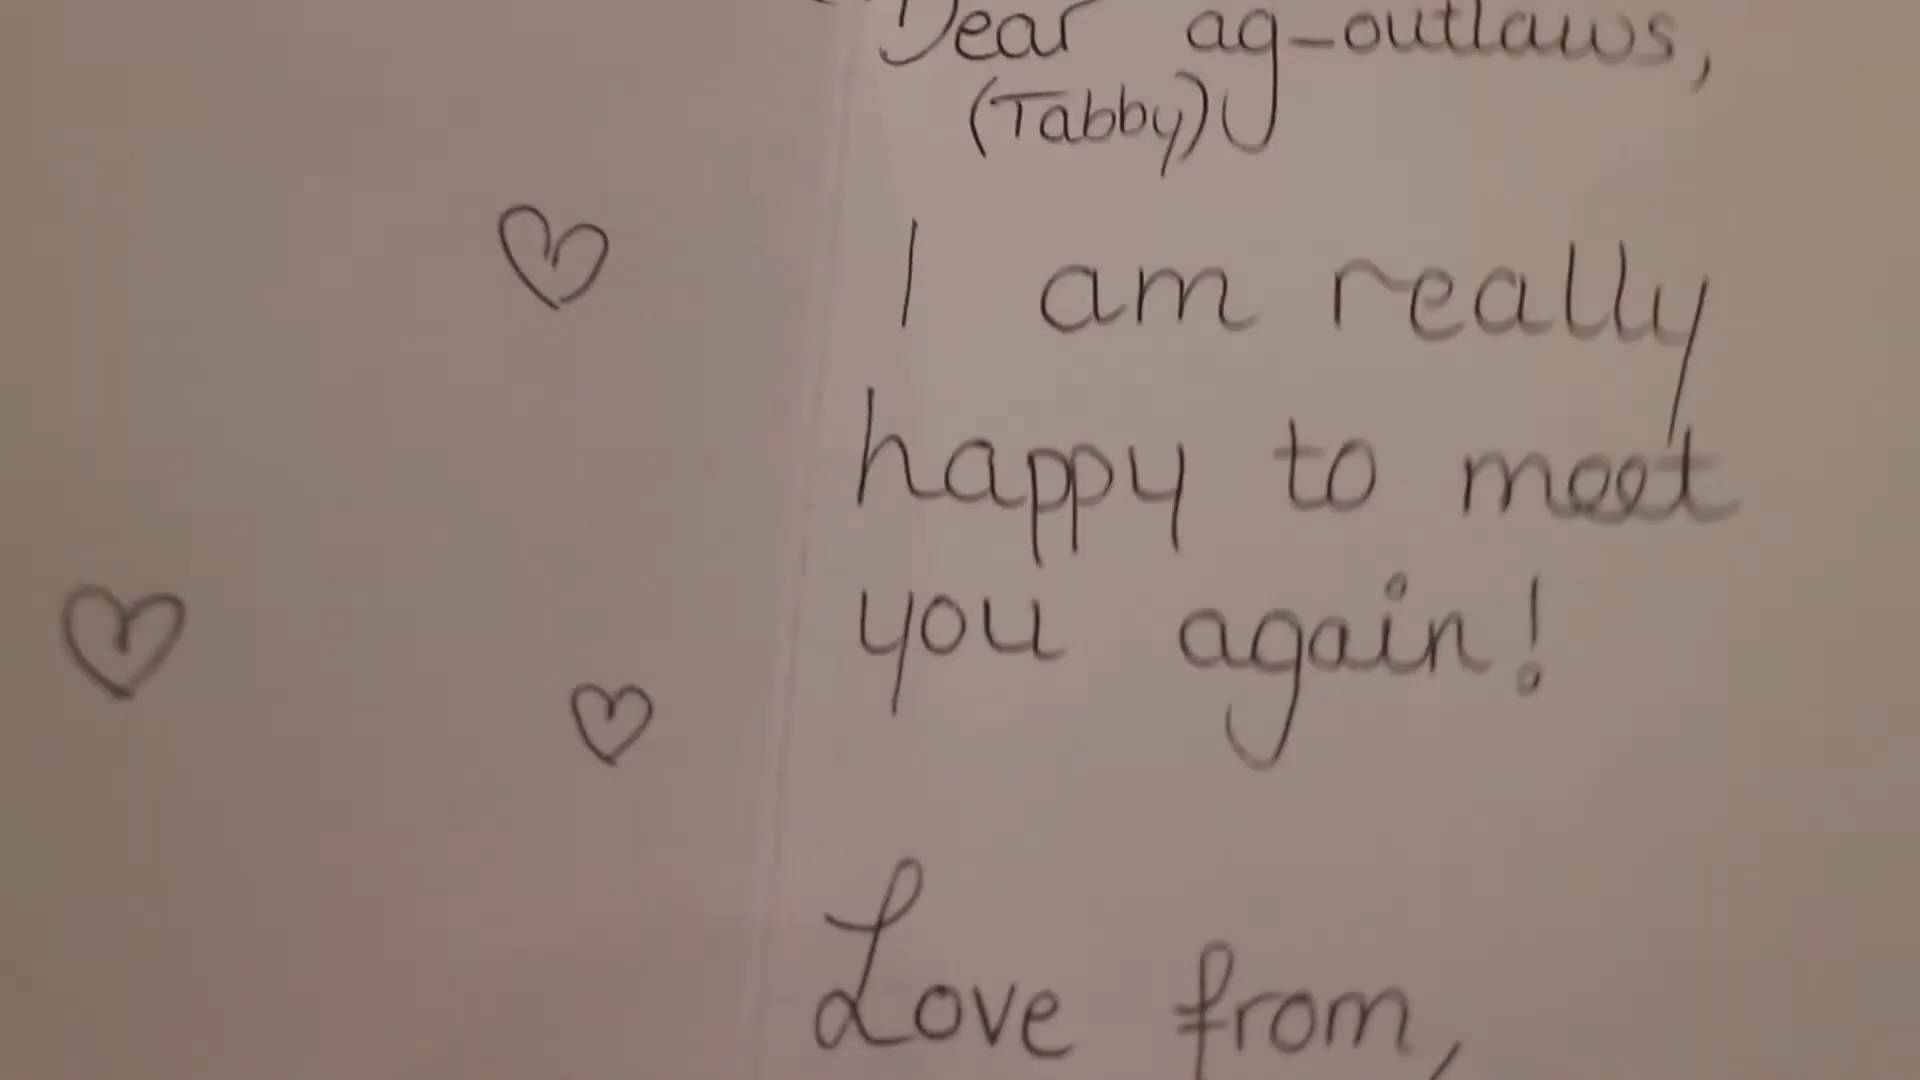 Dear ag-outlaws,
(Tabby)
I am really
happy to meet
you again!
Love from,